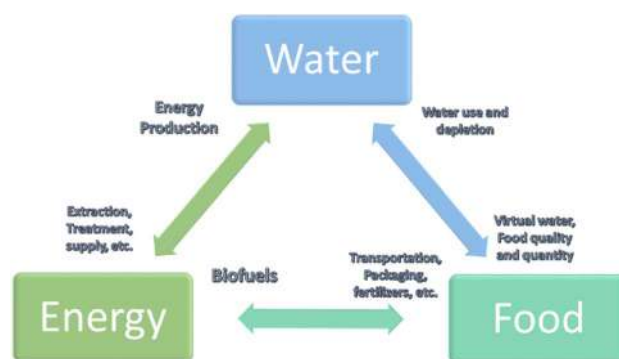 Water
Energy
Production
Water use and
depletion
Extraction,
Treatment,
supply, etc.
Virtual water,
Food quality
and quantity
Biofuels
Transportation,
Packaging,
fertilizers, etc.
Energy
Food